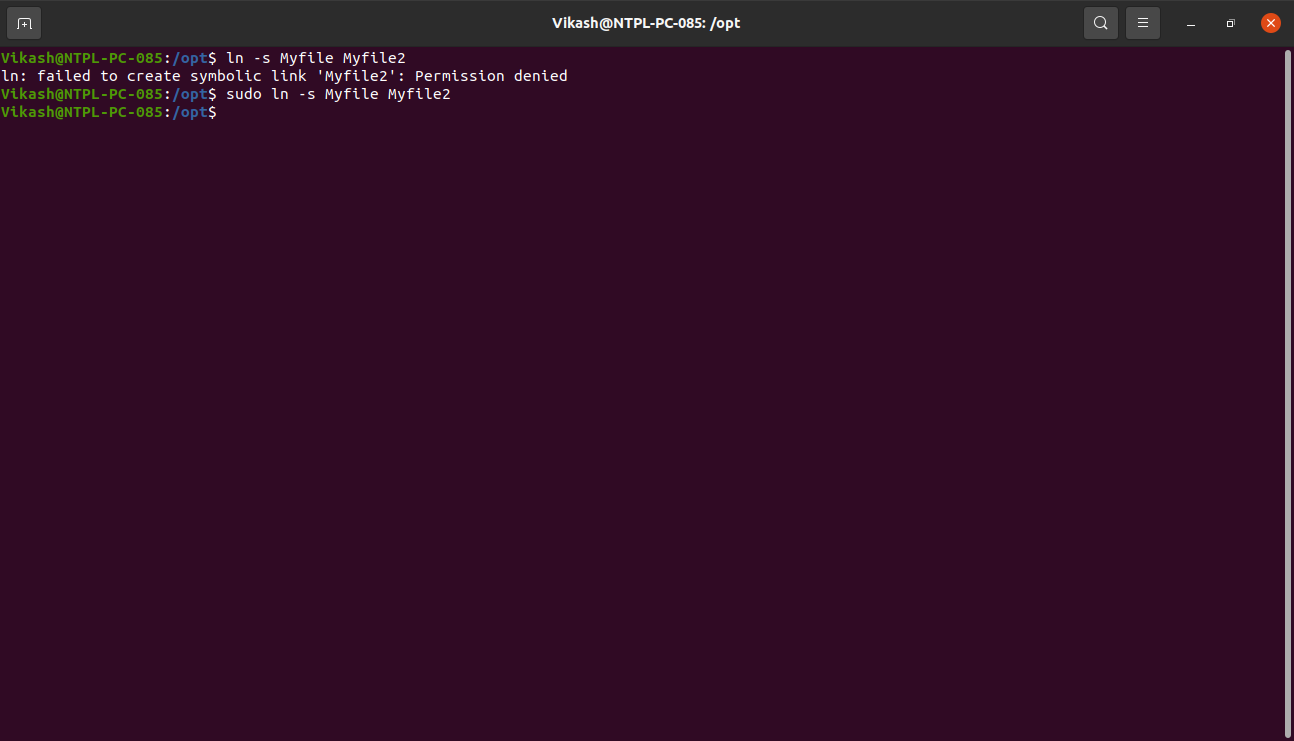 Vikash@NTPL-PC-085: /opt
Vikash@NTPL-PC-085:/opt$ ln -s Myfile Myfile2
ln: failed to create symbolic link 'Myfile2': Permission denied
Vikash@NTPL-PC-085:/opt$ sudo ln -s Myfile Myfile2
Vikash@NTPL-PC-085:/opt$